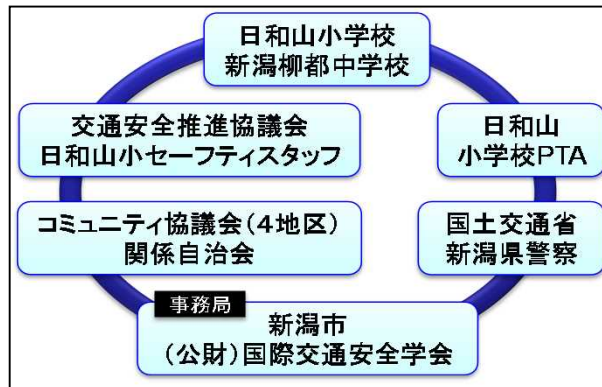 日和山小学校
新潟柳都中学校
交通安全推進協議会
日和山小セーフティスタッフ
日和山
小学校PTA
コミュニティ協議会(4地区)
関係自治会
国土交通省
新潟県警察
事務局
新潟市
(公財)国際交通安全学会